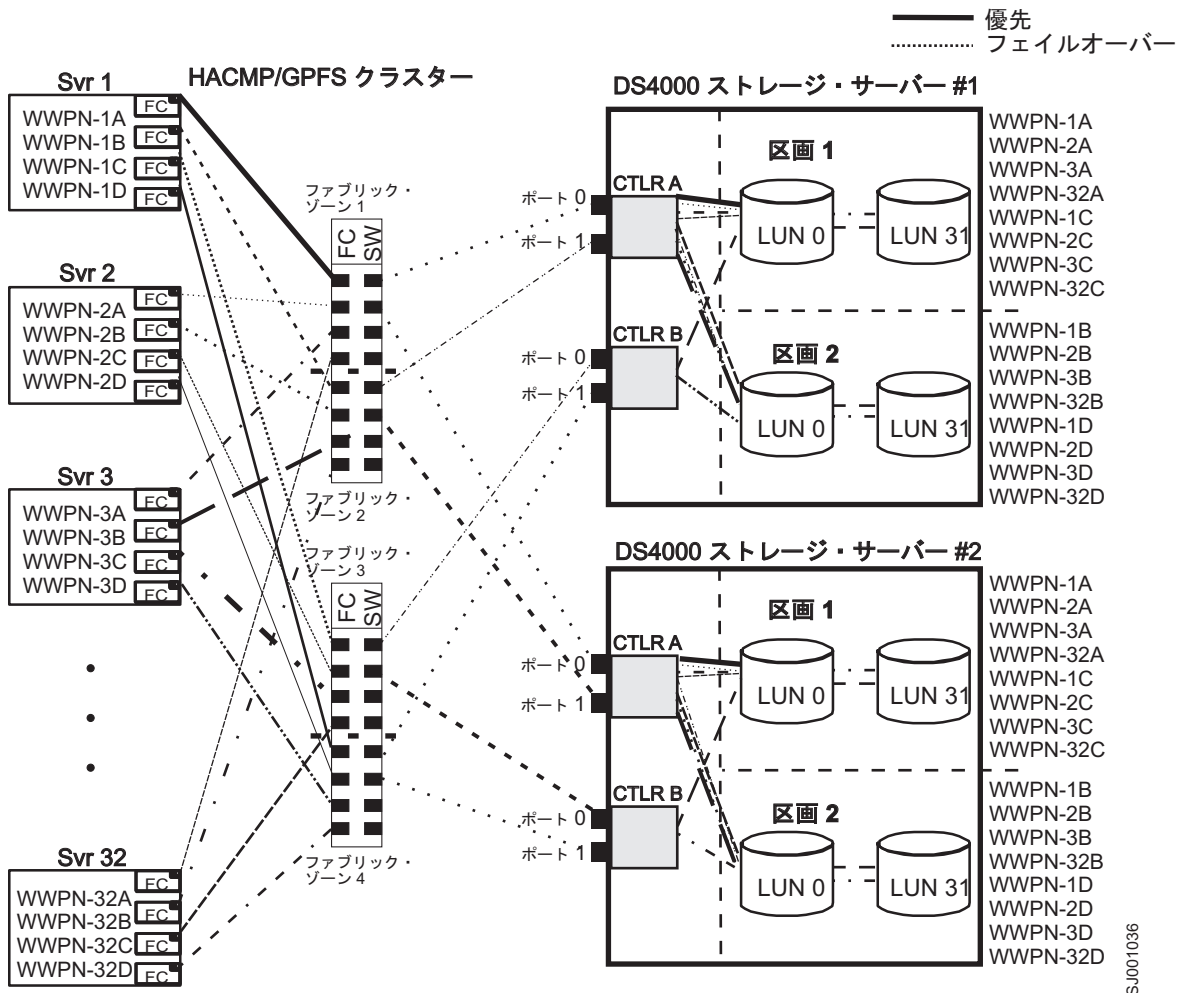 優先
フェイルオーバー
HACMP/GPFS クラスター
Svr 1
WWPN-1A
WWPN-1B
WWPN-1C
WWPN-1D
FC
FC
FC
FC
Svr 2
WWPN-2A
WWPN-2B
WWPN-2C
WWPN-2D
FC
FC
FC
FC
Svr 3
WWPN-3A
WWPN-3B
WWPN-3C
WWPN-3D
FC
FC
FC
FC
Svr 32
WWPN-32A
WWPN-32B
WWPN-32C
WWPN-32D
FC
FC
FC
FC
ファブリック・
ゾーン 1
FC
SW
ファブリック・
ゾーン 2
ファブリック・
ゾーン 3
FC
SW
ファブリック・
ゾーン 4
DS4000 ストレージ・サーバー #1
ポート 0
ポート 1
CTLR A
ポート 0
ポート 1
CTLR B
区画 1
LUN 0
LUN 31
区画 2
LUN 0
LUN 31
WWPN-1A
WWPN-2A
WWPN-3A
WWPN-32A
WWPN-1C
WWPN-2C
WWPN-3C
WWPN-32C
WWPN-1B
WWPN-2B
WWPN-3B
WWPN-32B
WWPN-1D
WWPN-2D
WWPN-3D
WWPN-32D
DS4000 ストレージ・サーバー #2
ポート 0
ポート 1
CTLR A
ポート 0
ポート 1
CTLR B
区画 1
LUN 0
LUN 31
区画 2
LUN 0
LUN 31
WWPN-1A
WWPN-2A
WWPN-3A
WWPN-32A
WWPN-1C
WWPN-2C
WWPN-3C
WWPN-32C
WWPN-1B
WWPN-2B
WWPN-3B
WWPN-32B
WWPN-1D
WWPN-2D
WWPN-3D
WWPN-32D
SJ001036